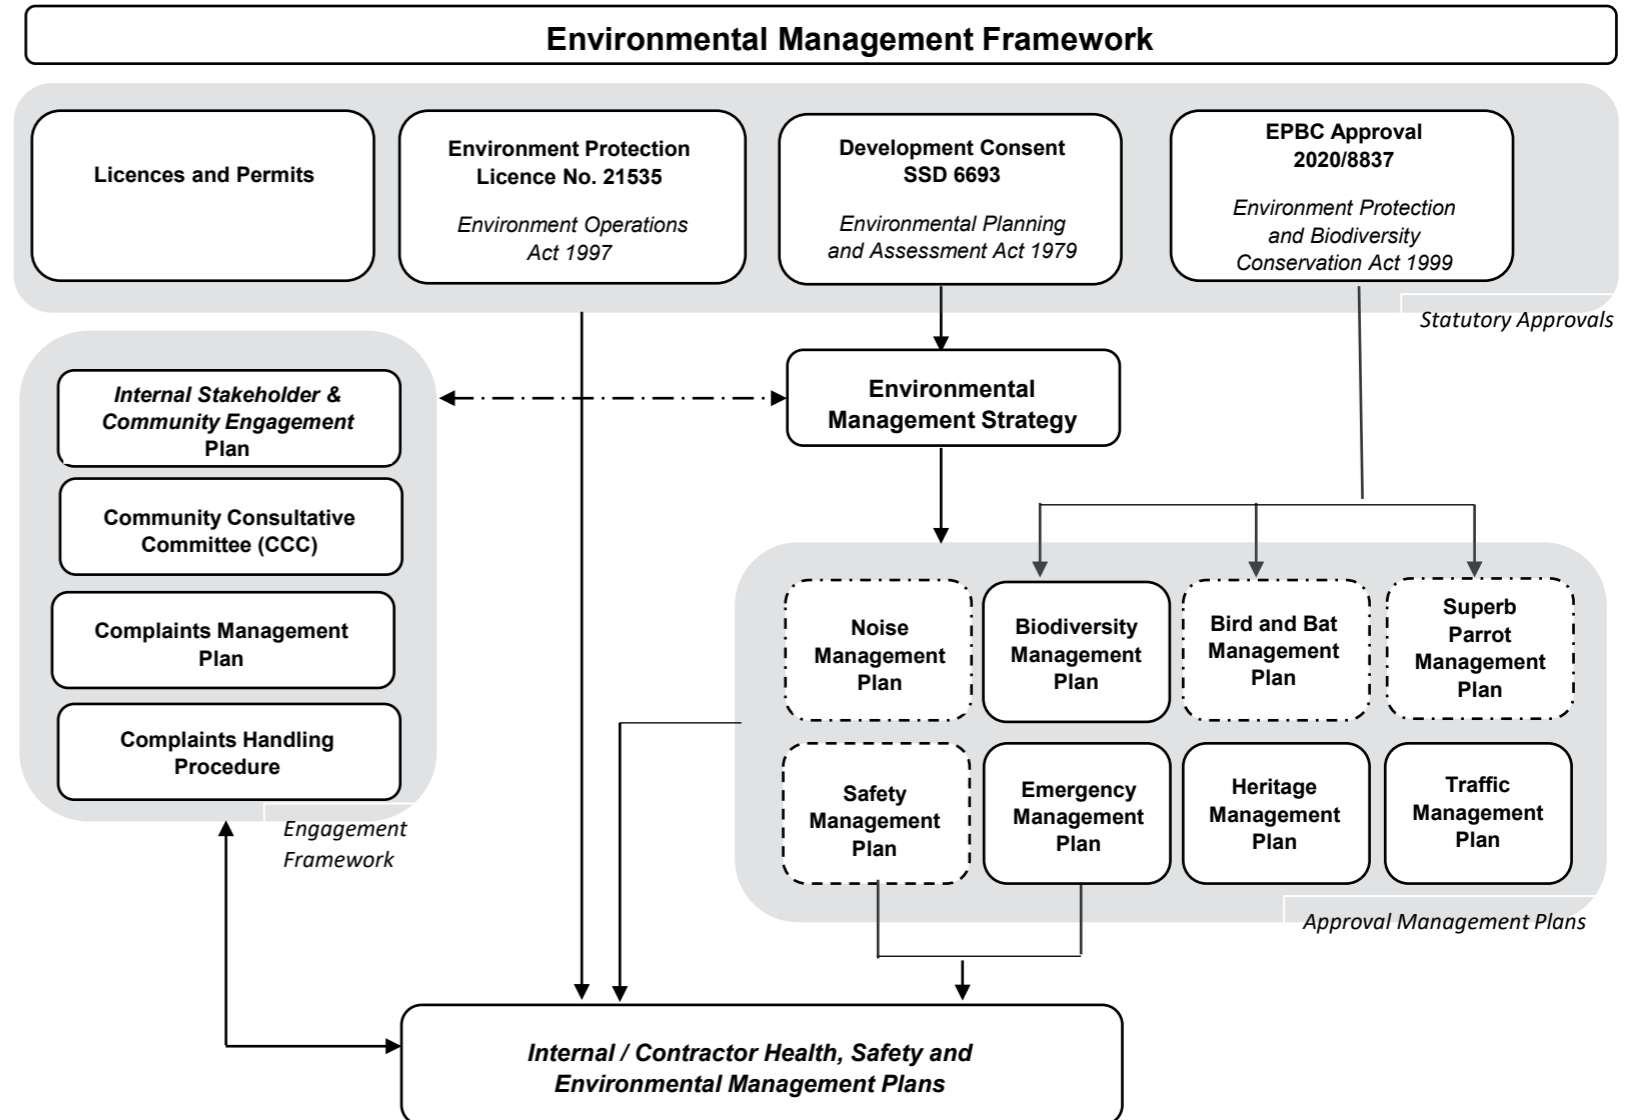 Environmental Management Framework
Licences and Permits
Environment Protection
Licence No. 21535
Environment Operations
Act 1997
Development Consent
SSD 6693
Environmental Planning
and Assessment Act 1979
EPBC Approval
2020/8837
Environment Protection
and Biodiversity
Conservation Act 1999
Statutory Approvals
Internal Stakeholder &
Community Engagement
Plan
Community Consultative
Committee (CCC)
Complaints Management
Plan
Complaints Handling
Procedure
Engagement
Framework
Environmental
Management Strategy
Noise
Management
Plan
Biodiversity
Management
Plan
Bird and Bat
Management
Plan
Superb
Parrot
Management
Plan
Safety
Management
Plan
Emergency
Management
Plan
Heritage
Management
Plan
Traffic
Management
Plan
Approval Management Plans
Internal / Contractor Health, Safety and
Environmental Management Plans